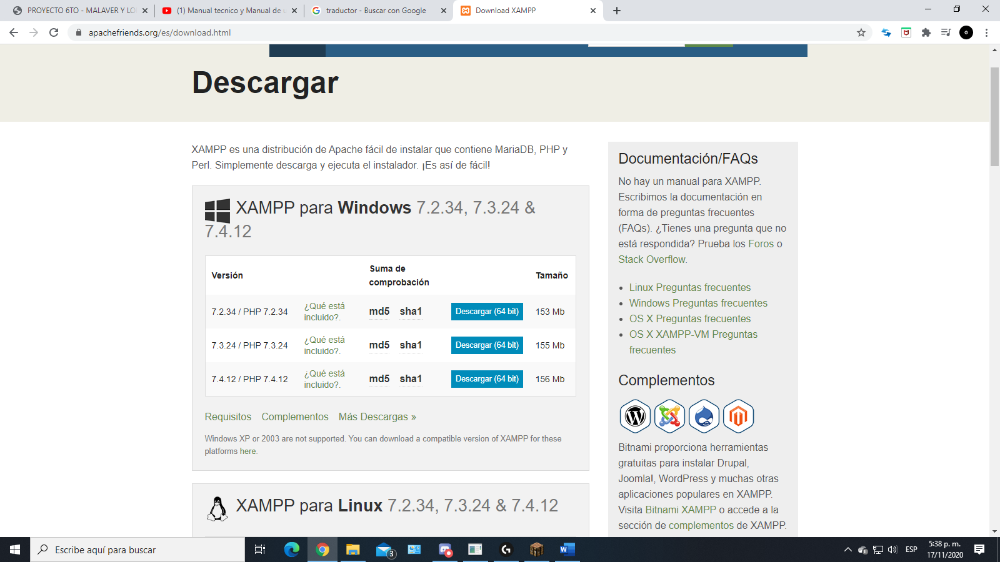 PROYECTO 6TO - MALAVER Y LO
(1) Manual tecnico y Manual de u
traductor - Buscar con Google
Download XAMPP
apachefriends.org/es/download.html
Descargar
XAMPP es una distribución de Apache fácil de instalar que contiene MariaDB, PHP y
Perl. Simplemente descarga y ejecuta el instalador. ¡Es así de fácil!
XAMPP para Windows 7.2.34, 7.3.24 &
7.4.12
Versión
Suma de
comprobación
Tamaño
7.2.34 / PHP 7.2.34
¿Qué está
incluido?.
md5 sha1
Descargar (64 bit)
153 Mb
7.3.24 / PHP 7.3.24
¿Qué está
incluido?.
md5 sha1
Descargar (64 bit)
155 Mb
7.4.12 / PHP 7.4.12
¿Qué está
incluido?.
md5 sha1
Descargar (64 bit)
156 Mb
Requisitos Complementos Más Descargas »
Windows XP or 2003 are not supported. You can download a compatible version of XAMPP for these
platforms here.
XAMPP para Linux 7.2.34, 7.3.24 & 7.4.12
Documentación/FAQs
No hay un manual para XAMPP.
Escribimos la documentación en
forma de preguntas frecuentes
(FAQs). ¿Tienes una pregunta que no
está respondida? Prueba los Foros o
Stack Overflow.
Linux Preguntas frecuentes
Windows Preguntas frecuentes
OS X Preguntas frecuentes
OS X XAMPP-VM Preguntas
frecuentes
Complementos
Bitnami proporciona herramientas
gratuitas para instalar Drupal,
Joomla!, WordPress y muchas otras
aplicaciones populares en XAMPP.
Visita Bitnami XAMPP o accede a la
sección de complementos de XAMPP.
Escribe aquí para buscar
3
ESP
5:38 p. m.
17/11/2020